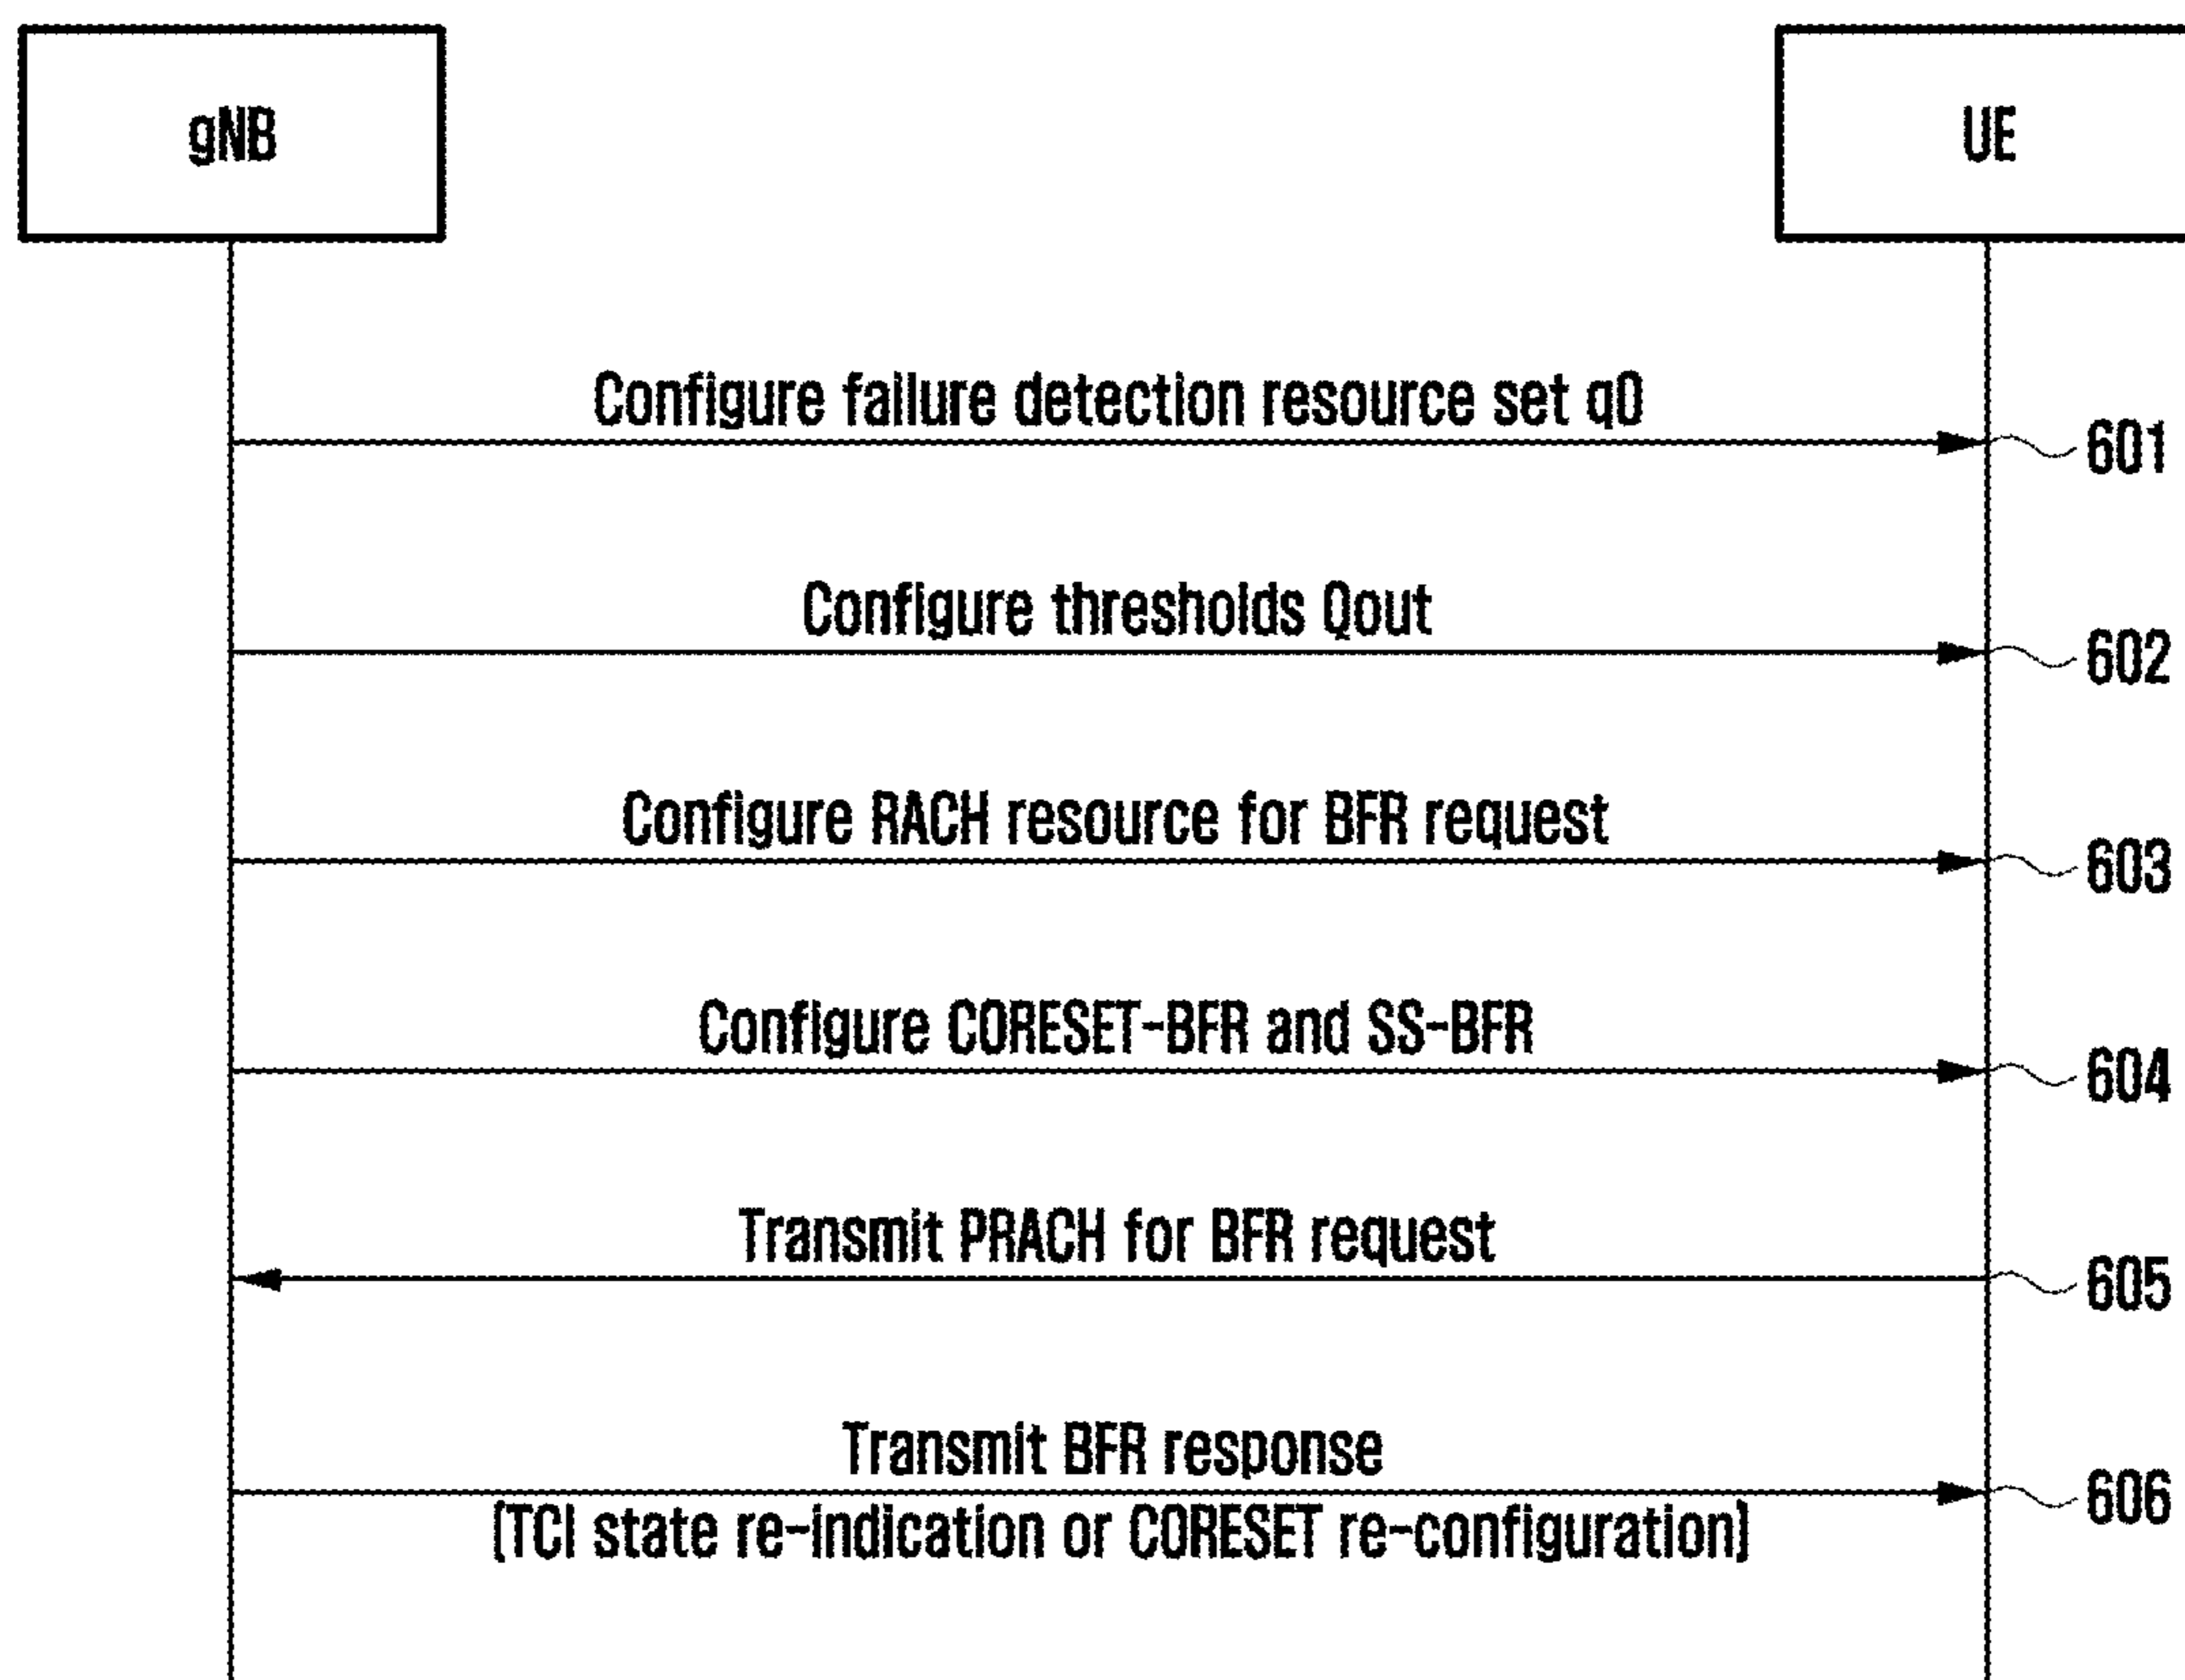 gNB
UE
Configure failure detection resource set q0
601
Configure thresholds Qout
602
Configure RACH resource for BFR request
603
Configure CORESET-BFR and SS-BFR
604
Transmit PRACH for BFR request
605
Transmit BFR response
606
(TCI state re-indication or CORESET re-configuration)